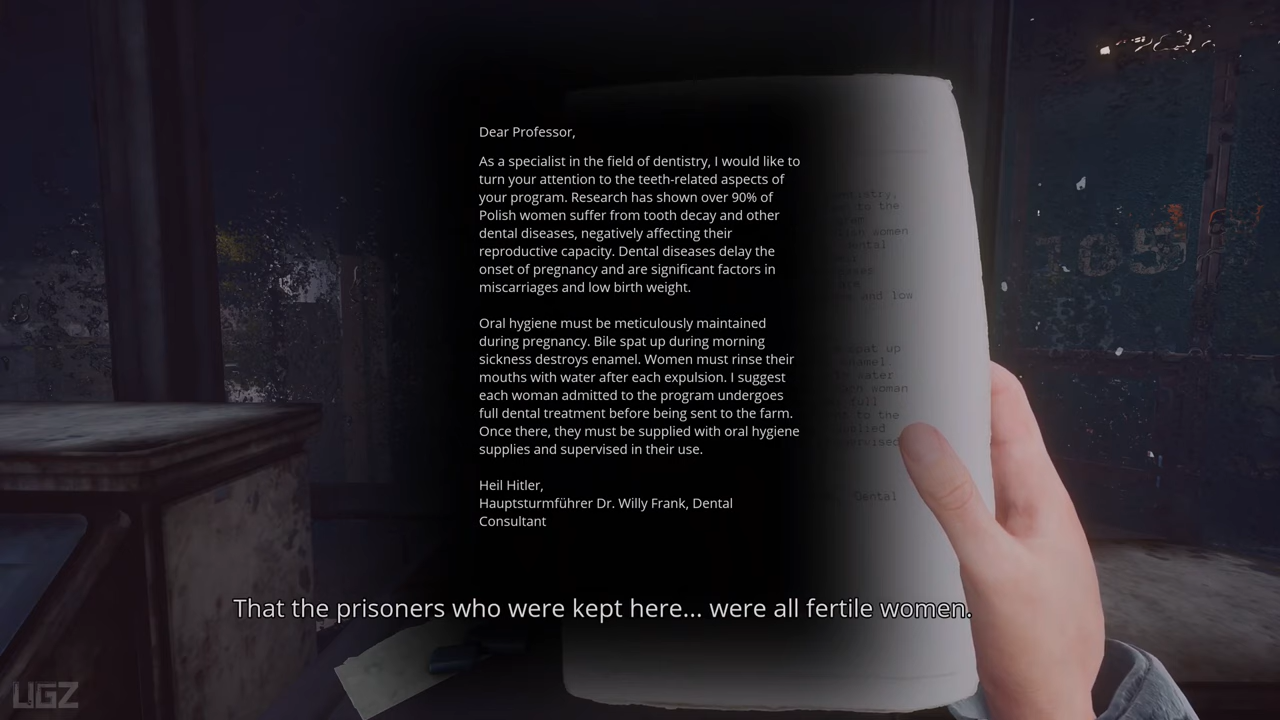 Dear Professor,
As a specialist in the field of dentistry, I would like to
turn your attention to the teeth-related aspects of
your program. Research has shown over 90% of
Polish women suffer from tooth decay and other
dental diseases, negatively affecting their
reproductive capacity. Dental diseases delay the
onset of pregnancy and are significant factors in
miscarriages and low birth weight.
Oral hygiene must be meticulously maintained
during pregnancy. Bile spat up during morning
sickness destroys enamel. Women must rinse their
mouths with water after each expulsion. I suggest
each woman admitted to the program undergoes
full dental treatment before being sent to the farm.
Once there, they must be supplied with oral hygiene
supplies and supervised in their use.
Heil Hitler,
Hauptsturmführer Dr. Willy Frank, Dental
Consultant
That the prisoners who were kept here... were all fertile women.
105
UGZ